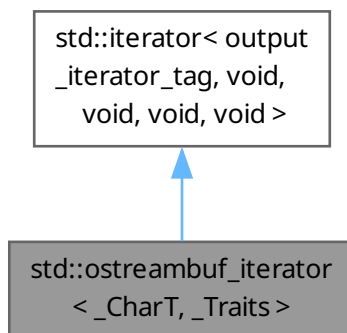 std::iterator< output
_iterator_tag, void,
void, void, void >
std::ostreambuf_iterator
< _CharT, _Traits >